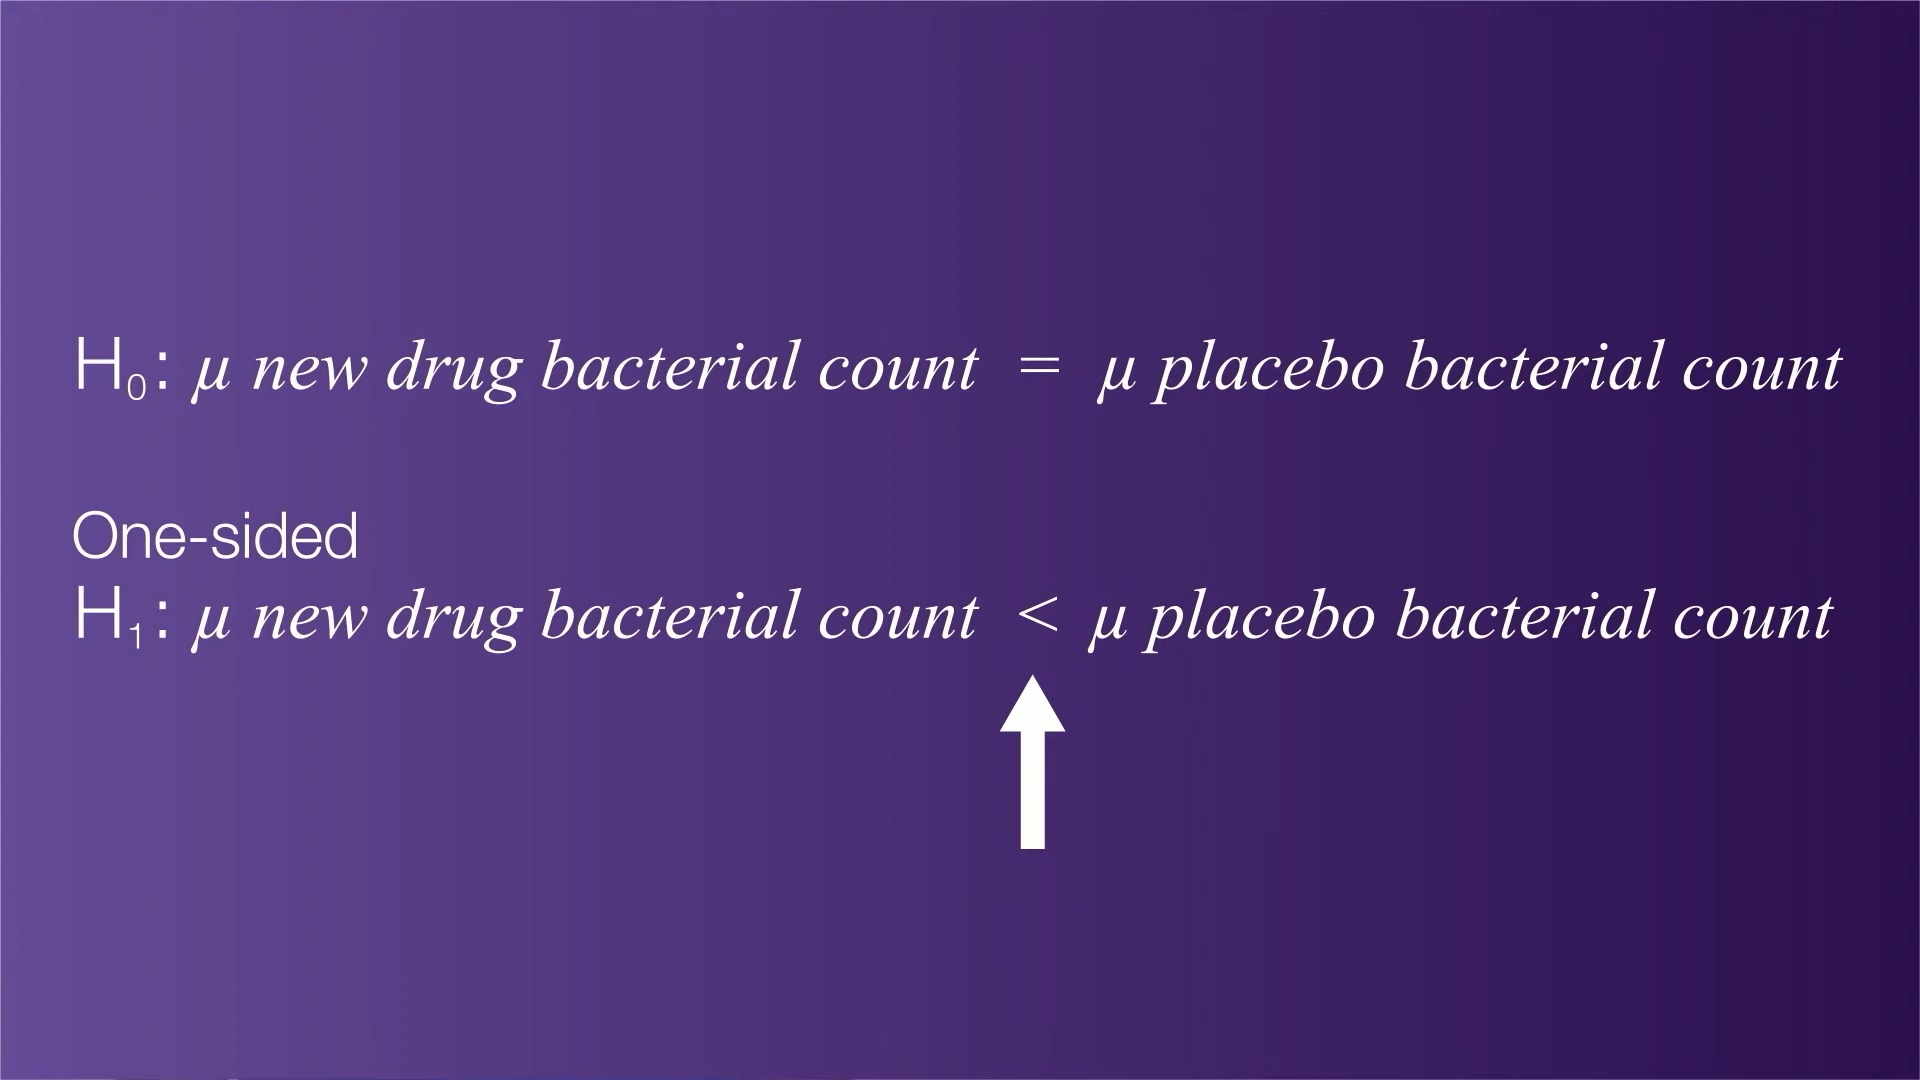 H₀: μ new drug bacterial count = μ placebo bacterial count
One-sided
H₁: μ new drug bacterial count < μ placebo bacterial count